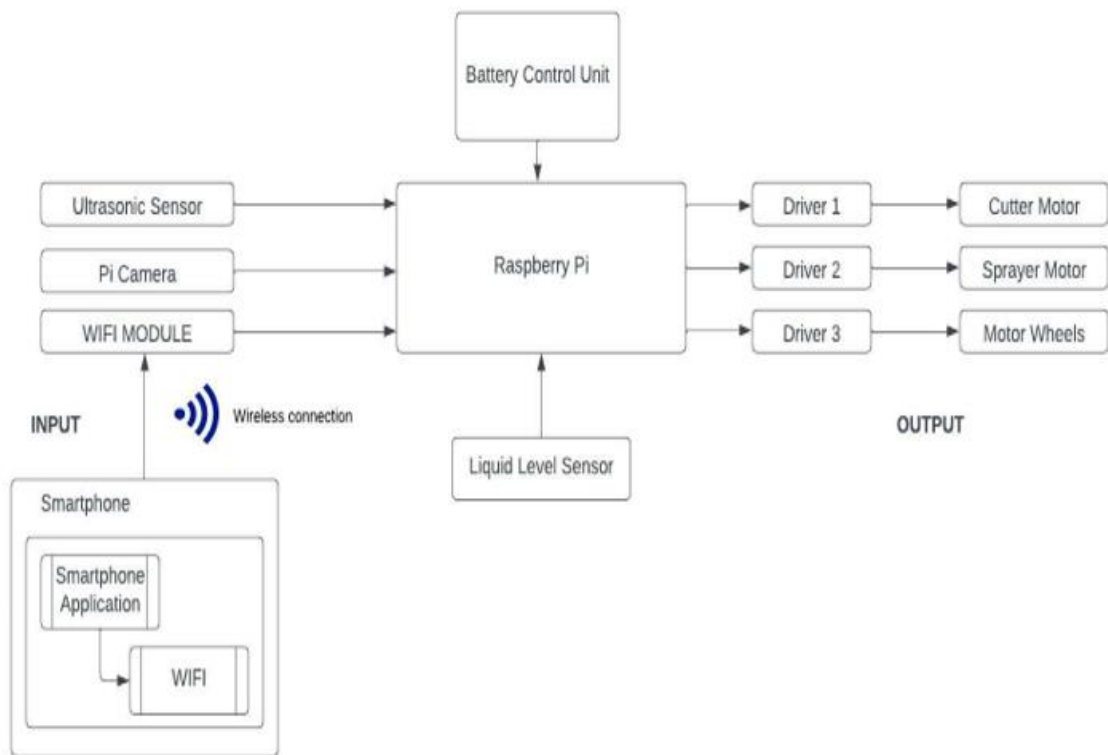 Battery Control Unit
Ultrasonic Sensor
Pi Camera
WIFI MODULE
Raspberry Pi
Driver 1
Cutter Motor
Driver 2
Sprayer Motor
Driver 3
Motor Wheels
INPUT
Wireless connection
OUTPUT
Liquid Level Sensor
Smartphone
Smartphone
Application
WIFI